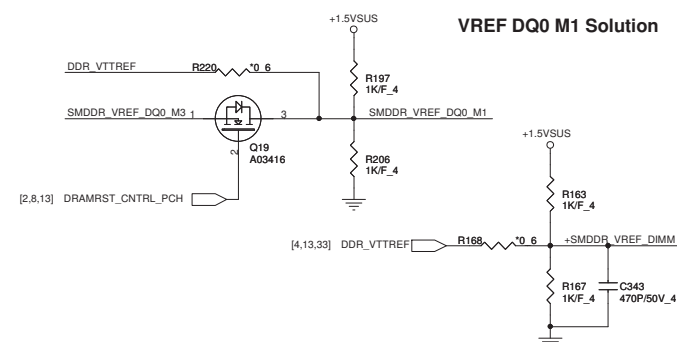 +1.5VSUS
VREF DQ0 M1 Solution
DDR_VTTREF
R220
*0_6
R197
1K/F_4
SMDDR_VREF_DQ0_M3
1
3
SMDDR_VREF_DQ0_M1
Q19
A03416
2
R206
1K/F_4
[2,8,13] DRAMRST_CNTRL_PCH
+1.5VSUS
R163
1K/F_4
[4,13,33] DDR_VTTREF
R168
*0_6
+SMDDR_VREF_DIMM
R167
1K/F_4
C343
470P/50V_4